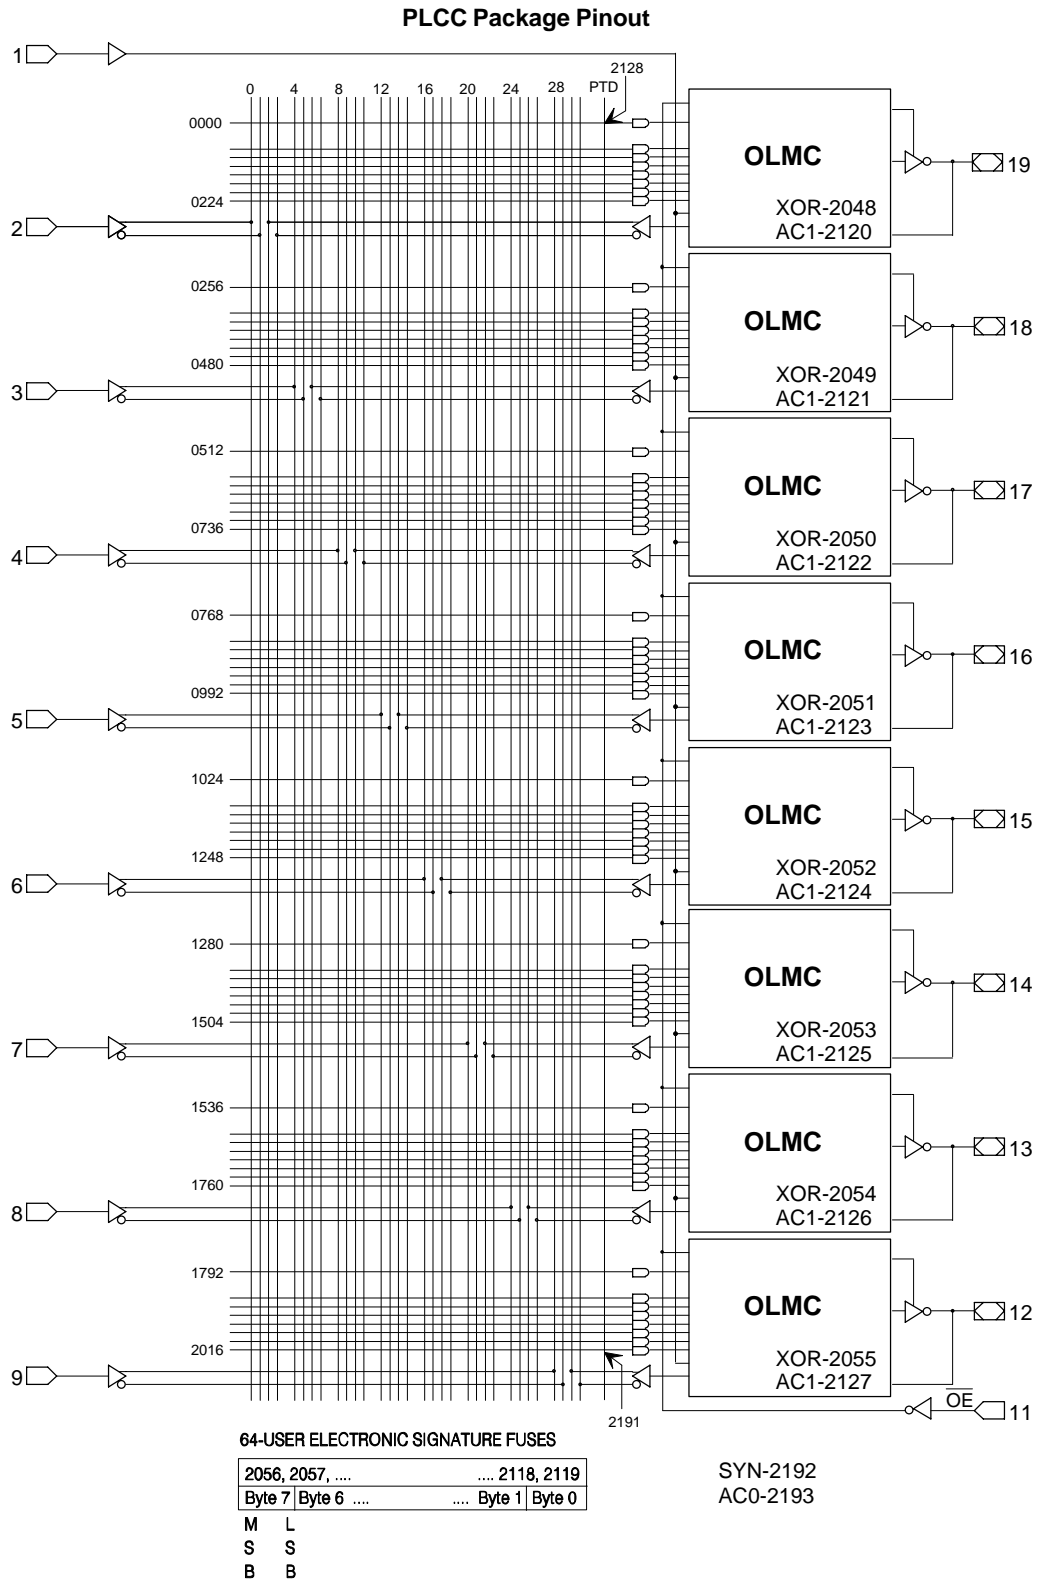 PLCC Package Pinout
1
2128
0 4 8 12 16 20 24 28 PTD
0000
OLMC
19
0224
XOR-2048
2
AC1-2120
0256
OLMC
18
0480
XOR-2049
3
AC1-2121
0512
OLMC
17
0736
XOR-2050
4
AC1-2122
0768
OLMC
16
0992
XOR-2051
5
AC1-2123
1024
OLMC
15
1248
XOR-2052
6
AC1-2124
1280
OLMC
14
1504
XOR-2053
7
AC1-2125
1536
OLMC
13
1760
XOR-2054
8
AC1-2126
1792
OLMC
12
2016
XOR-2055
9
AC1-2127
OE
11
2191
64-USER ELECTRONIC SIGNATURE FUSES
2056, 2057, .... .... 2118, 2119
Byte 7 Byte 6 .... .... Byte 1 Byte 0
M L
S S
B B
SYN-2192
AC0-2193